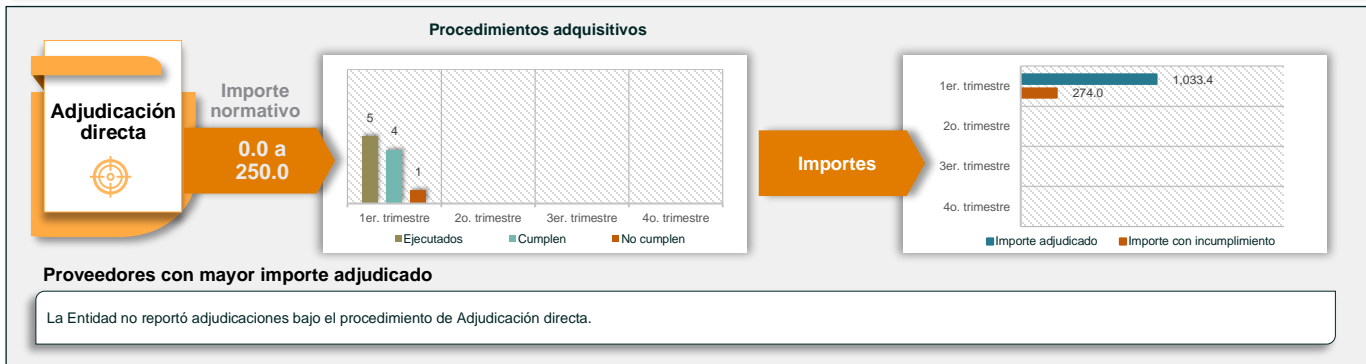 Procedimientos adquisitivos
Adjudicación
directa
Importe
normativo
0.0 a
250.0
5
4
1
1er. trimestre
2o. trimestre
3er. trimestre
4o. trimestre
Ejecutados
Cumplen
No cumplen
Importes
1er. trimestre
1,033.4
274.0
2o. trimestre
3er. trimestre
4o. trimestre
Importe adjudicado
Importe con incumplimiento
Proveedores con mayor importe adjudicado
La Entidad no reportó adjudicaciones bajo el procedimiento de Adjudicación directa.